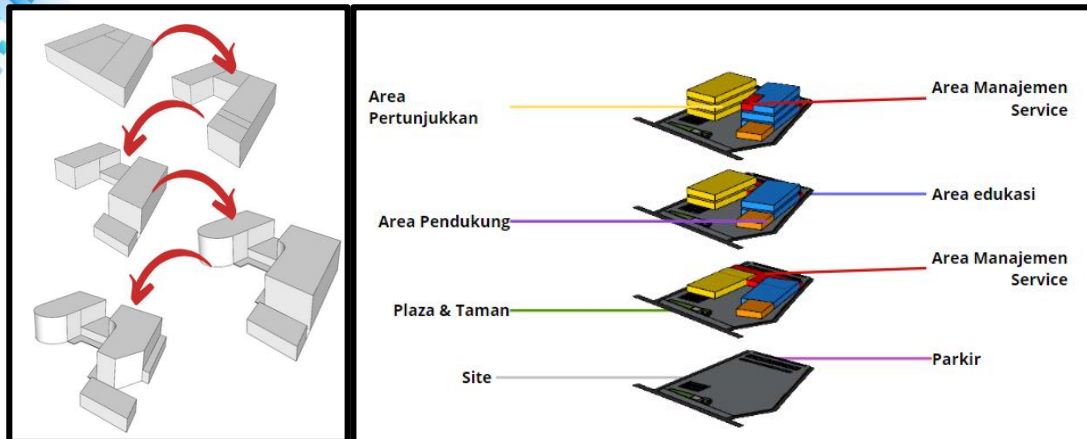 Area
Pertunjukkan
Area Manajemen
Service
Area Pendukung
Area edukasi
Plaza & Taman
Area Manajemen
Service
Site
Parkir